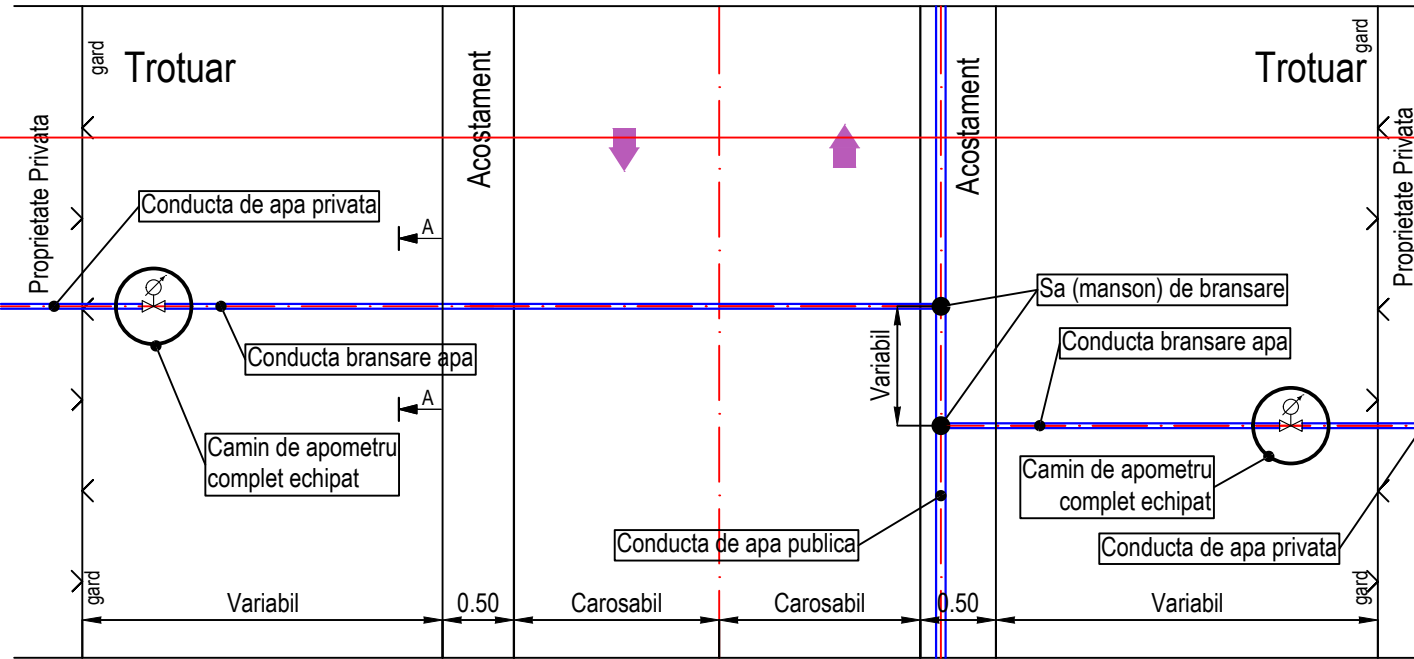 gard
Trotuar
Acostament
Acostament
Trotuar
gard
Proprietate Privata
Proprietate Privata
Conducta de apa privata
A
Sa (manson) de bransare
Conducta bransare apa
Variabil
Conducta bransare apa
A
Camin de apometru
complet echipat
Camin de apometru
complet echipat
Conducta de apa publica
Conducta de apa privata
gard
gard
Variabil
0.50
Carosabil
Carosabil
0.50
Variabil